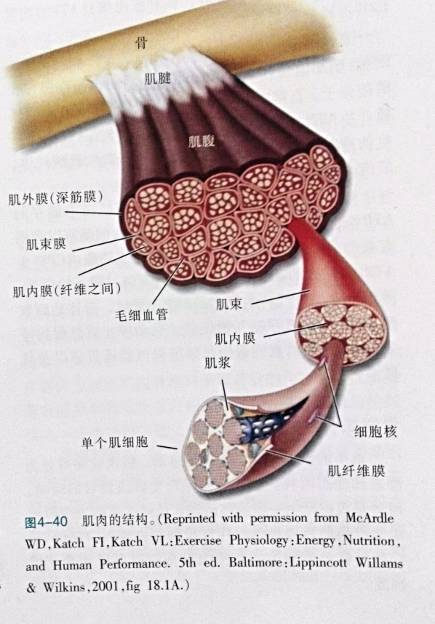 骨
肌腱
肌腹
肌外膜(深筋膜)
肌束膜
肌内膜(纤维之间)
毛细血管
肌束
肌内膜
肌浆
单个肌细胞
细胞核
肌纤维膜
图4-40 肌肉的结构。(Reprinted with permission from McArdle
WD,Katch FI,Katch VL:Exercise Physiology:Energy,Nutrition,
and Human Performance. 5th ed. Baltimore:Lippincott Willams
& Wilkins,2001,fig 18.1A.)